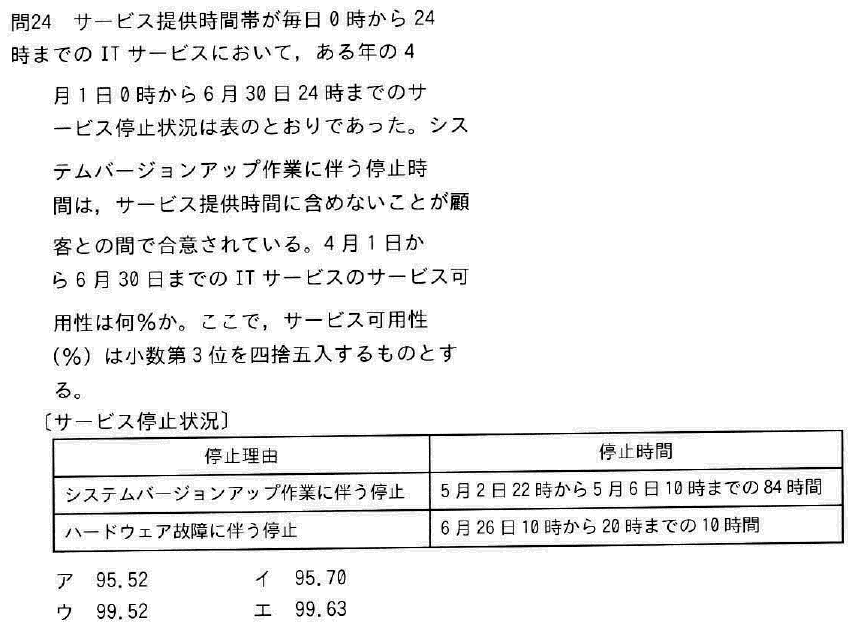 問24　サービス提供時間帯が毎日0時から24
時までのITサービスにおいて，ある年の4
月1日0時から6月30日24時までのサ
ービス停止状況は表のとおりであった。シス
テムバージョンアップ作業に伴う停止時
間は，サービス提供時間に含めないことが顧
客との間で合意されている。4月1日か
ら6月30日までのITサービスのサービス可
用性は何％か。ここで，サービス可用性
(％）は小数第3位を四捨五入するものとす
る。
〔サービス停止状況〕
停止理由　停止時間
システムバージョンアップ作業に伴う停止　5月2日22時から5月6日10時までの84時間
ハードウェア故障に伴う停止　6月26日10時から20時までの10時間
ア　95.52　イ　95.70
ウ　99.52　エ　99.63